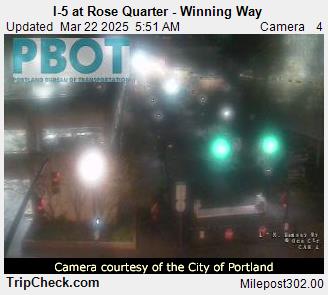 I-5 at Rose Quarter - Winning Way
Updated Mar 22 2025 5:51 AM Camera 4
PBOT
PORTLAND BUREAU OF TRANSPORTATION
Camera courtesy of the City of Portland
TripCheck.com Milepost302.00